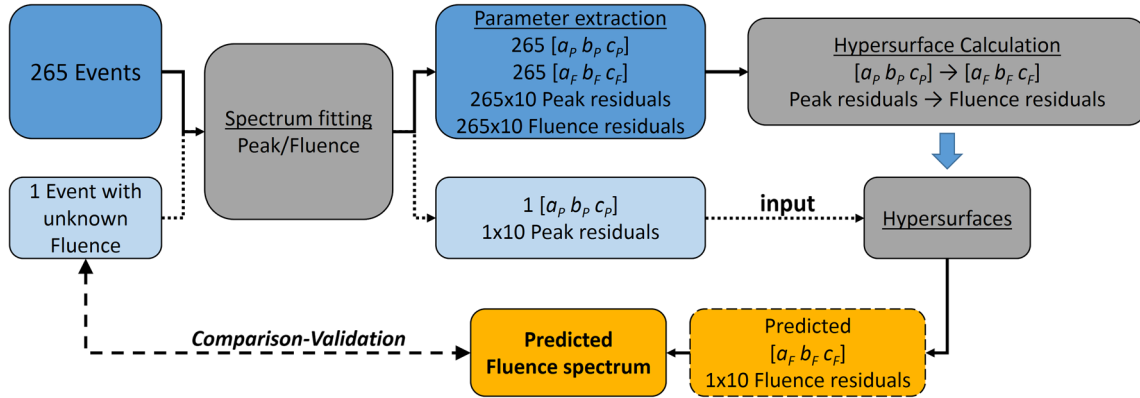 265 Events
Spectrum fitting
Peak/Fluence
Parameter extraction
265 [a_P b_P c_P]
265 [a_F b_F c_F]
265x10 Peak residuals
265x10 Fluence residuals
Hypersurface Calculation
[a_P b_P c_P] → [a_F b_F c_F]
Peak residuals → Fluence residuals
1 Event with
unknown
Fluence
1 [a_P b_P c_P]
1x10 Peak residuals
input
Hypersurfaces
Comparison-Validation
Predicted
Fluence spectrum
Predicted
[a_F b_F c_F]
1x10 Fluence residuals